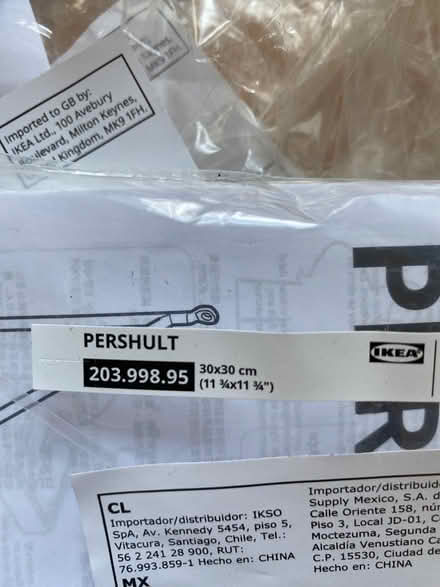 MK9 1FH.
Imported to GB by:
IKEA Ltd., 100 Avebury
Boulevard, Milton Keynes,
Kingdom, MK9 1FH.
PERSHULT
203.998.95
30x30 cm
(11 ¾x11 ¾")
IKEA
CL
Importador/distribuidor: IKSO
SpA, Av. Kennedy 5454, piso 5,
Vitacura, Santiago, Chile, Tel.:
56 2 241 28 900, RUT:
76.993.859-1 Hecho en: CHINA
MX
Importador/distribuido
Supply Mexico, S.A. d
Calle Oriente 158, nú
Piso 3, Local JD-01, C
Moctezuma, Segunda
Alcaldía Venustiano Ca
C.P. 15530, Ciudad de
Hecho en: CHINA